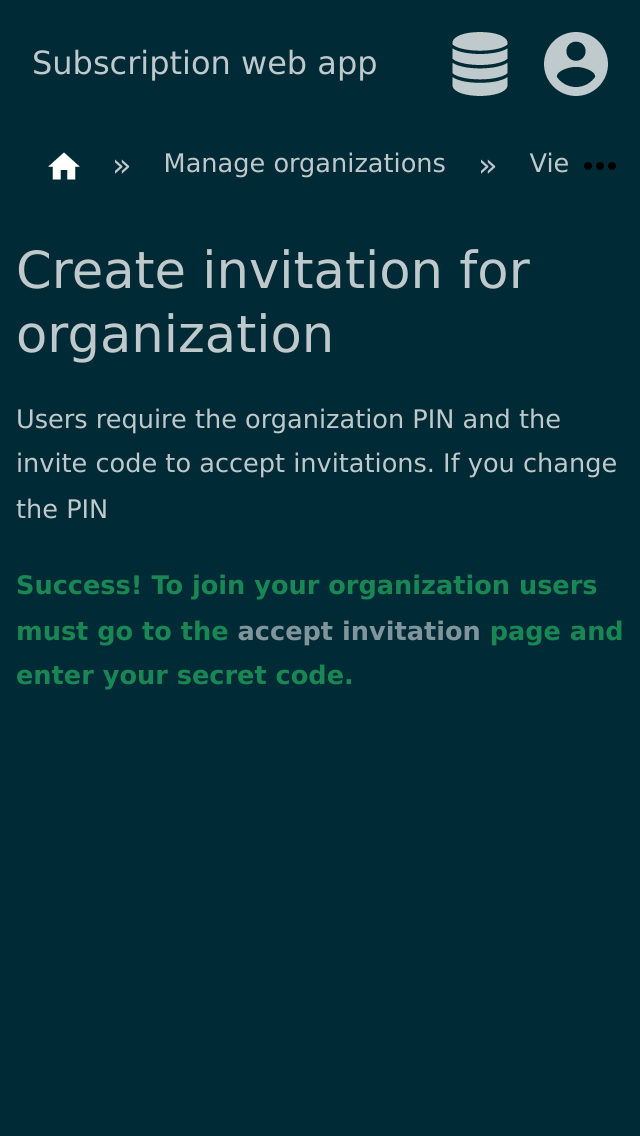 Subscription web app
» Manage organizations » Vie
Create invitation for
organization
Users require the organization PIN and the
invite code to accept invitations. If you change
the PIN
Success! To join your organization users
must go to the accept invitation page and
enter your secret code.